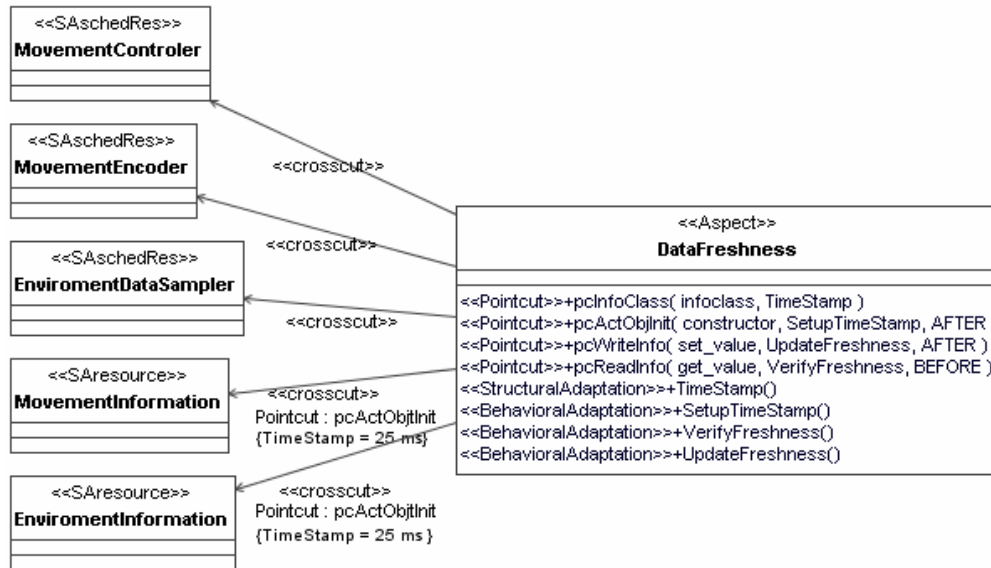 <<SAschedRes>>
MovementControler
<<SAschedRes>>
MovementEncoder
<<SAschedRes>>
EnviromentDataSampler
<<SAresource>>
MovementInformation
<<SAresource>>
EnviromentInformation
<<crosscut>>
<<crosscut>>
<<crosscut>>
<<crosscut>>
Pointcut : pcActObjtInit
{TimeStamp = 25 ms}
<<crosscut>>
Pointcut : pcActObjtInit
{TimeStamp = 25 ms }
<<Aspect>>
DataFreshness
<<Pointcut>>+pcInfoClass( infoclass, TimeStamp )
<<Pointcut>>+pcActObjInit( constructor, SetupTimeStamp, AFTER
<<Pointcut>>+pcWriteInfo( set_value, UpdateFreshness, AFTER )
<<Pointcut>>+pcReadInfo( get_value, VerifyFreshness, BEFORE )
<<StructuralAdaptation>>+TimeStamp()
<<BehavioralAdaptation>>+SetupTimeStamp()
<<BehavioralAdaptation>>+VerifyFreshness()
<<BehavioralAdaptation>>+UpdateFreshness()